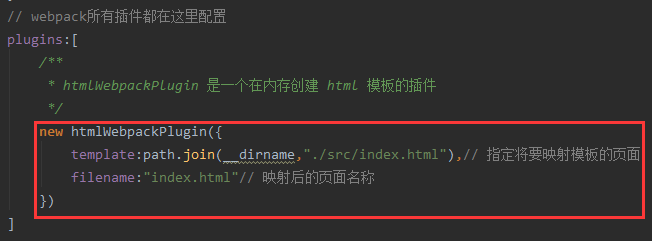 // webpack所有插件都在这里配置
plugins:[
/**
* htmlWebpackPlugin 是一个在内存创建 html 模板的插件
*/
new htmlWebpackPlugin({
template:path.join(__dirname,"./src/index.html"),// 指定将要映射模板的页面
filename:"index.html"// 映射后的页面名称
})
]